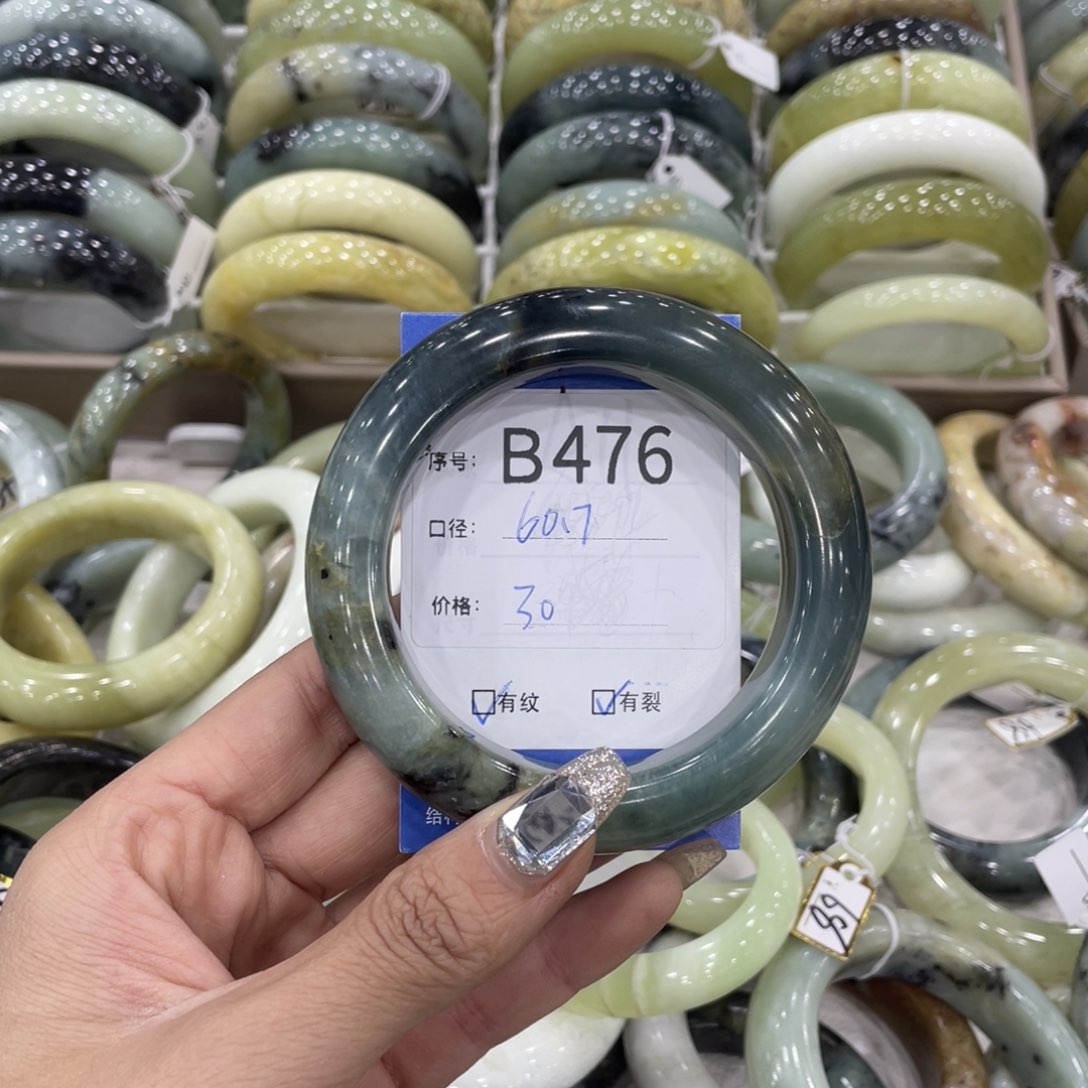 序号: B476
口径: 60.7
价格: 30
有纹 有裂